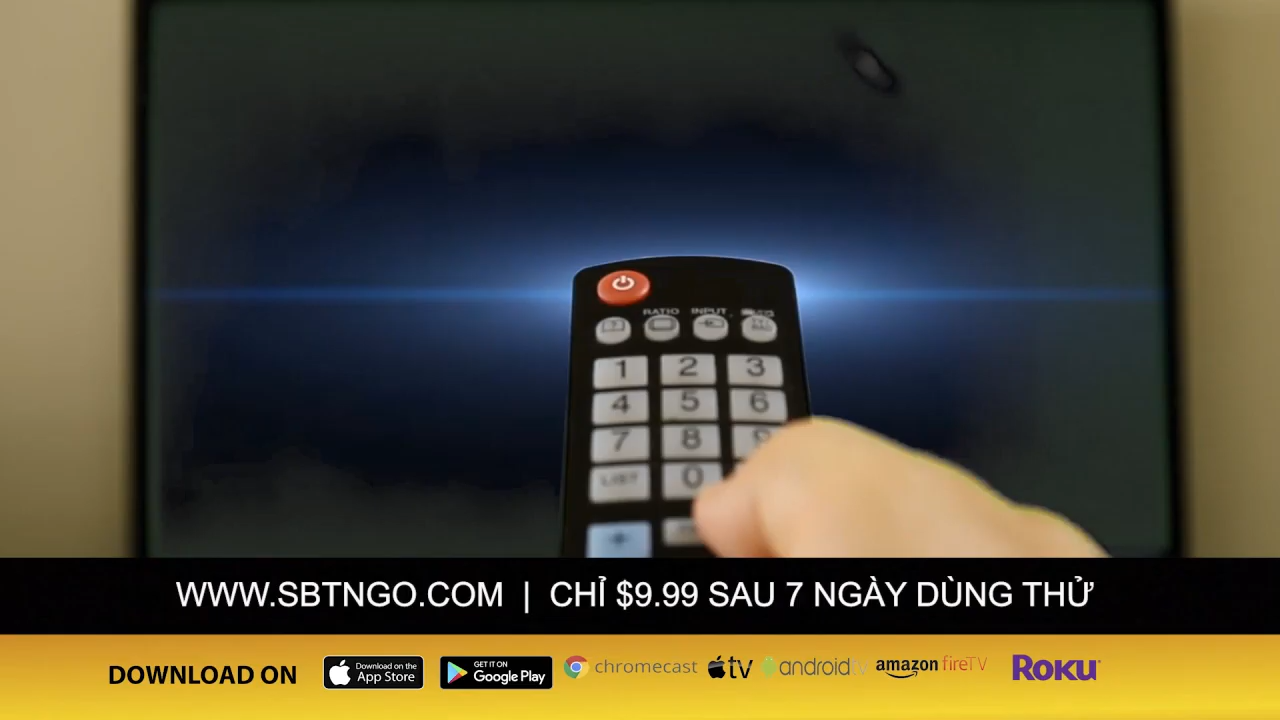 RATIO INPUT
1 2 3
4 5 6
7 8 9
LIST 0
+
WWW.SBTNGO.COM | CHỈ $9.99 SAU 7 NGÀY DÙNG THỬ
DOWNLOAD ON
Download on the
App Store
GET IT ON
Google Play
chromecast
tv
androidtv
amazon fireTV
ROKU